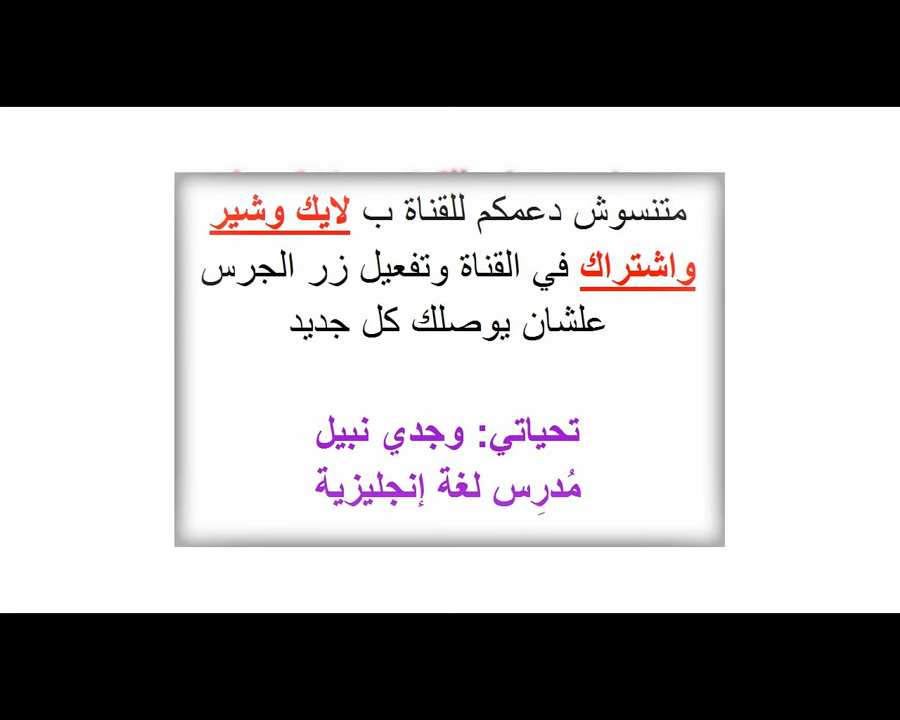 متنسوش دعمكم للقناة ب لايك وشير
واشتراك في القناة وتفعيل زر الجرس
علشان يوصلك كل جديد
تحياتي: وجدي نبيل
مُدرِس لغة إنجليزية